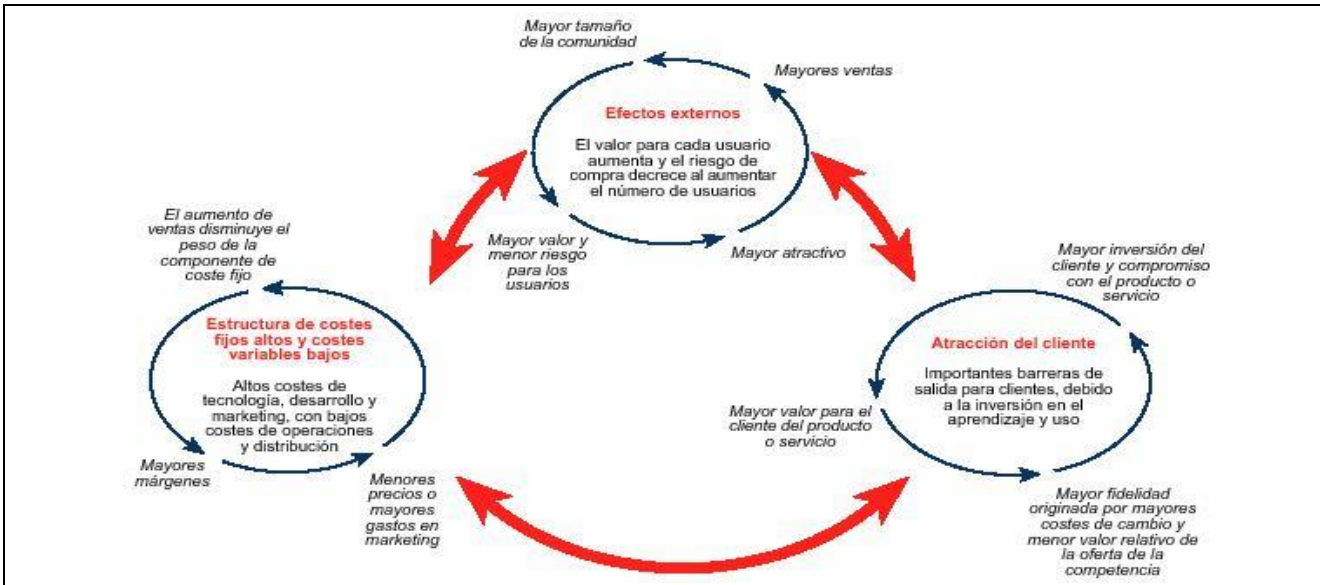 Mayor tamaño
de la comunidad
Mayores ventas
Efectos externos
El valor para cada usuario
aumenta y el riesgo de
compra decrece al aumentar
el número de usuarios
Mayor valor y
menor riesgo
para los
usuarios
Mayor atractivo
El aumento de
ventas disminuye el
peso de la
componente de
coste fijo
Estructura de costes
fijos altos y costes
variables bajos
Altos costes de
tecnología, desarrollo y
marketing, con bajos
costes de operaciones
y distribución
Mayores
márgenes
Menores
precios o
mayores
gastos en
marketing
Mayor inversión del
cliente y compromiso
con el producto o
servicio
Atracción del cliente
Importantes barreras de
salida para clientes, debido
a la inversión en el
aprendizaje y uso
Mayor valor para el
cliente del producto
o servicio
Mayor fidelidad
originada por mayores
costes de cambio y
menor valor relativo de
la oferta de la
competencia